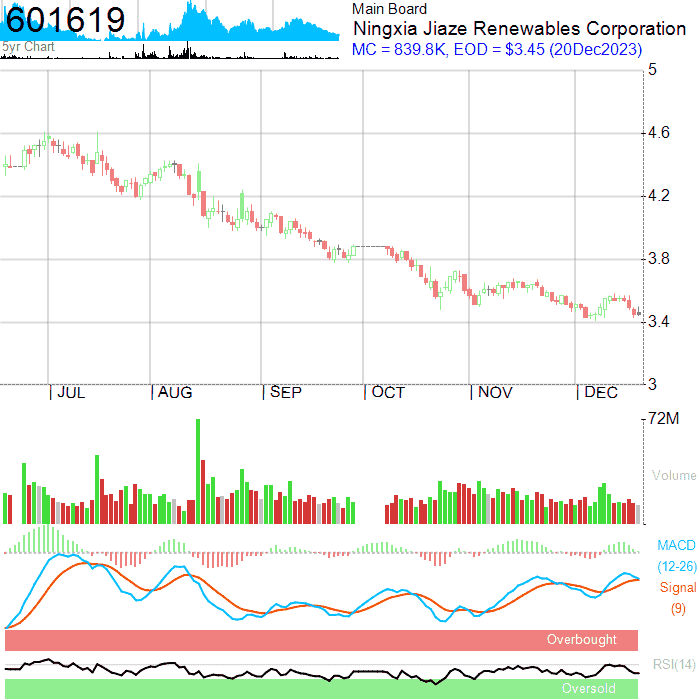 601619
5yr Chart
Main Board
Ningxia Jiaze Renewables Corporation
MC = 839.8K, EOD = $3.45 (20Dec2023)
5
4.6
4.2
3.8
3.4
3
JUL AUG SEP OCT NOV DEC
72M
Volume
MACD
(12-26)
Signal
(9)
Overbought
RSI(14)
Oversold